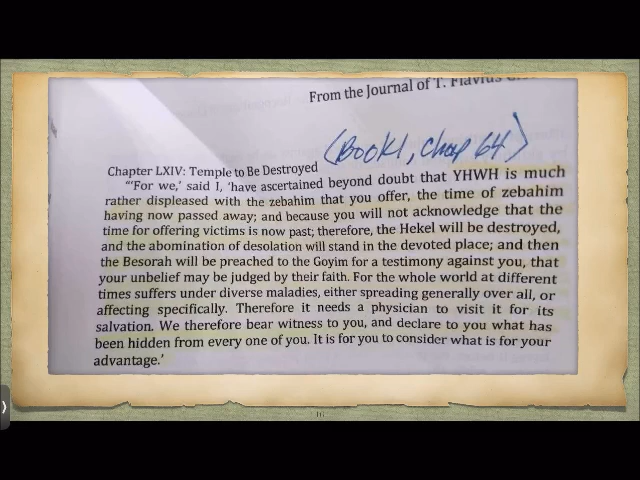 From the Journal of T. Flavius
(Book 1, Chap 64)
Chapter LXIV: Temple to Be Destroyed
"'For we,' said I, 'have ascertained beyond doubt that YHWH is much
rather displeased with the zebahim that you offer, the time of zebahim
having now passed away; and because you will not acknowledge that the
time for offering victims is now past; therefore, the Hekel will be destroyed,
and the abomination of desolation will stand in the devoted place; and then
the Besorah will be preached to the Goyim for a testimony against you, that
your unbelief may be judged by their faith. For the whole world at different
times suffers under diverse maladies, either spreading generally over all, or
affecting specifically. Therefore it needs a physician to visit it for its
salvation. We therefore bear witness to you, and declare to you what has
been hidden from every one of you. It is for you to consider what is for your
advantage.'